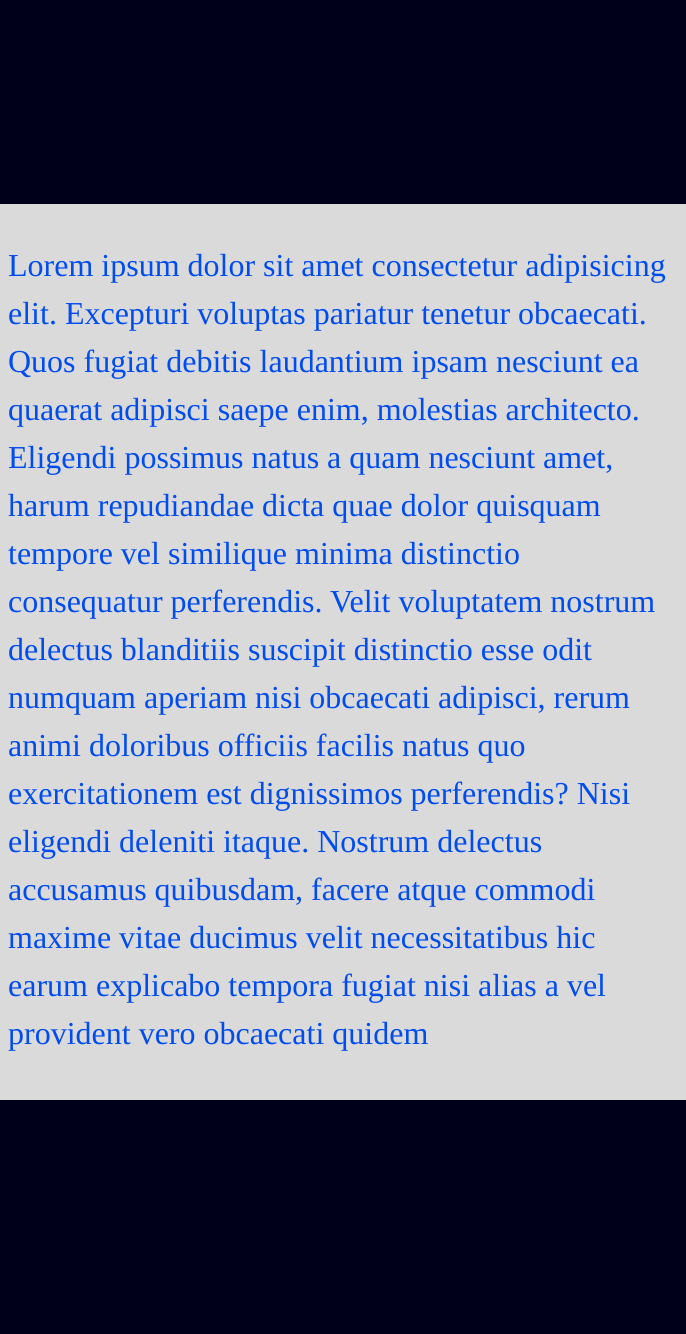 Lorem ipsum dolor sit amet consectetur adipisicing
elit. Excepturi voluptas pariatur tenetur obcaecati.
Quos fugiat debitis laudantium ipsam nesciunt ea
quaerat adipisci saepe enim, molestias architecto.
Eligendi possimus natus a quam nesciunt amet,
harum repudiandae dicta quae dolor quisquam
tempore vel similique minima distinctio
consequatur perferendis. Velit voluptatem nostrum
delectus blanditiis suscipit distinctio esse odit
numquam aperiam nisi obcaecati adipisci, rerum
animi doloribus officiis facilis natus quo
exercitationem est dignissimos perferendis? Nisi
eligendi deleniti itaque. Nostrum delectus
accusamus quibusdam, facere atque commodi
maxime vitae ducimus velit necessitatibus hic
earum explicabo tempora fugiat nisi alias a vel
provident vero obcaecati quidem